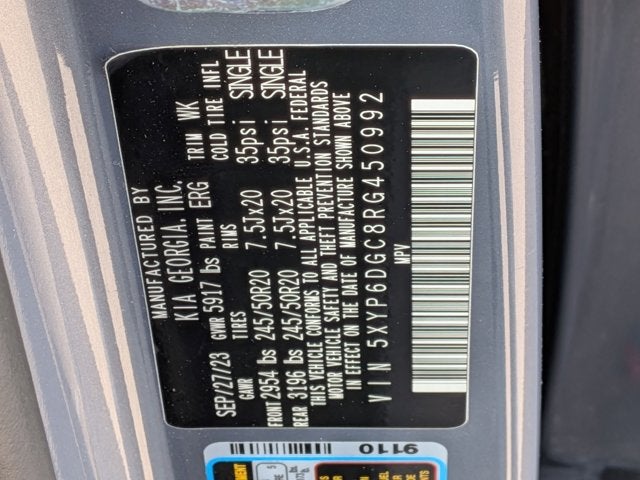 MANUFACTURED BY
KIA GEORGIA INC.
SEP/27/23 GVWR 5917 lbs PAINT ERG TRIM WK
GAWR TIRES RIMS COLD TIRE INFL
FRONT 2954 lbs 245/50R20 7.5Jx20 35psi SINGLE
REAR 3196 lbs 245/50R20 7.5Jx20 35psi SINGLE
THIS VEHICLE CONFORMS TO ALL APPLICABLE U.S.A. FEDERAL
MOTOR VEHICLE SAFETY AND THEFT PREVENTION STANDARDS
IN EFFECT ON THE DATE OF MANUFACTURE SHOWN ABOVE
VIN 5XYP6DGC8RG450992
MPV
9110